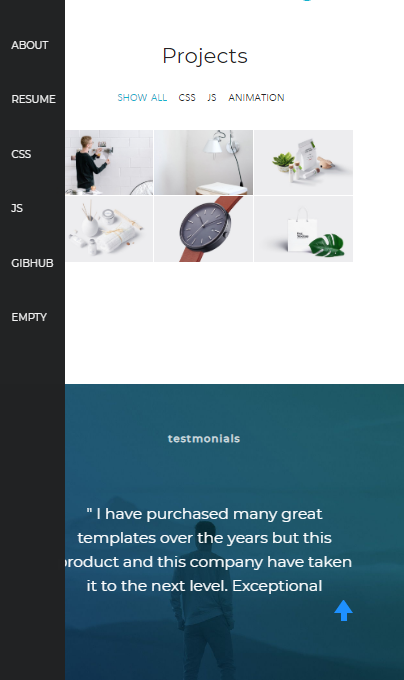 ABOUT
RESUME
CSS
JS
GIBHUB
EMPTY
Projects
SHOW ALL CSS JS ANIMATION
testmonials
" I have purchased many great
templates over the years but this
product and this company have taken
it to the next level. Exceptional